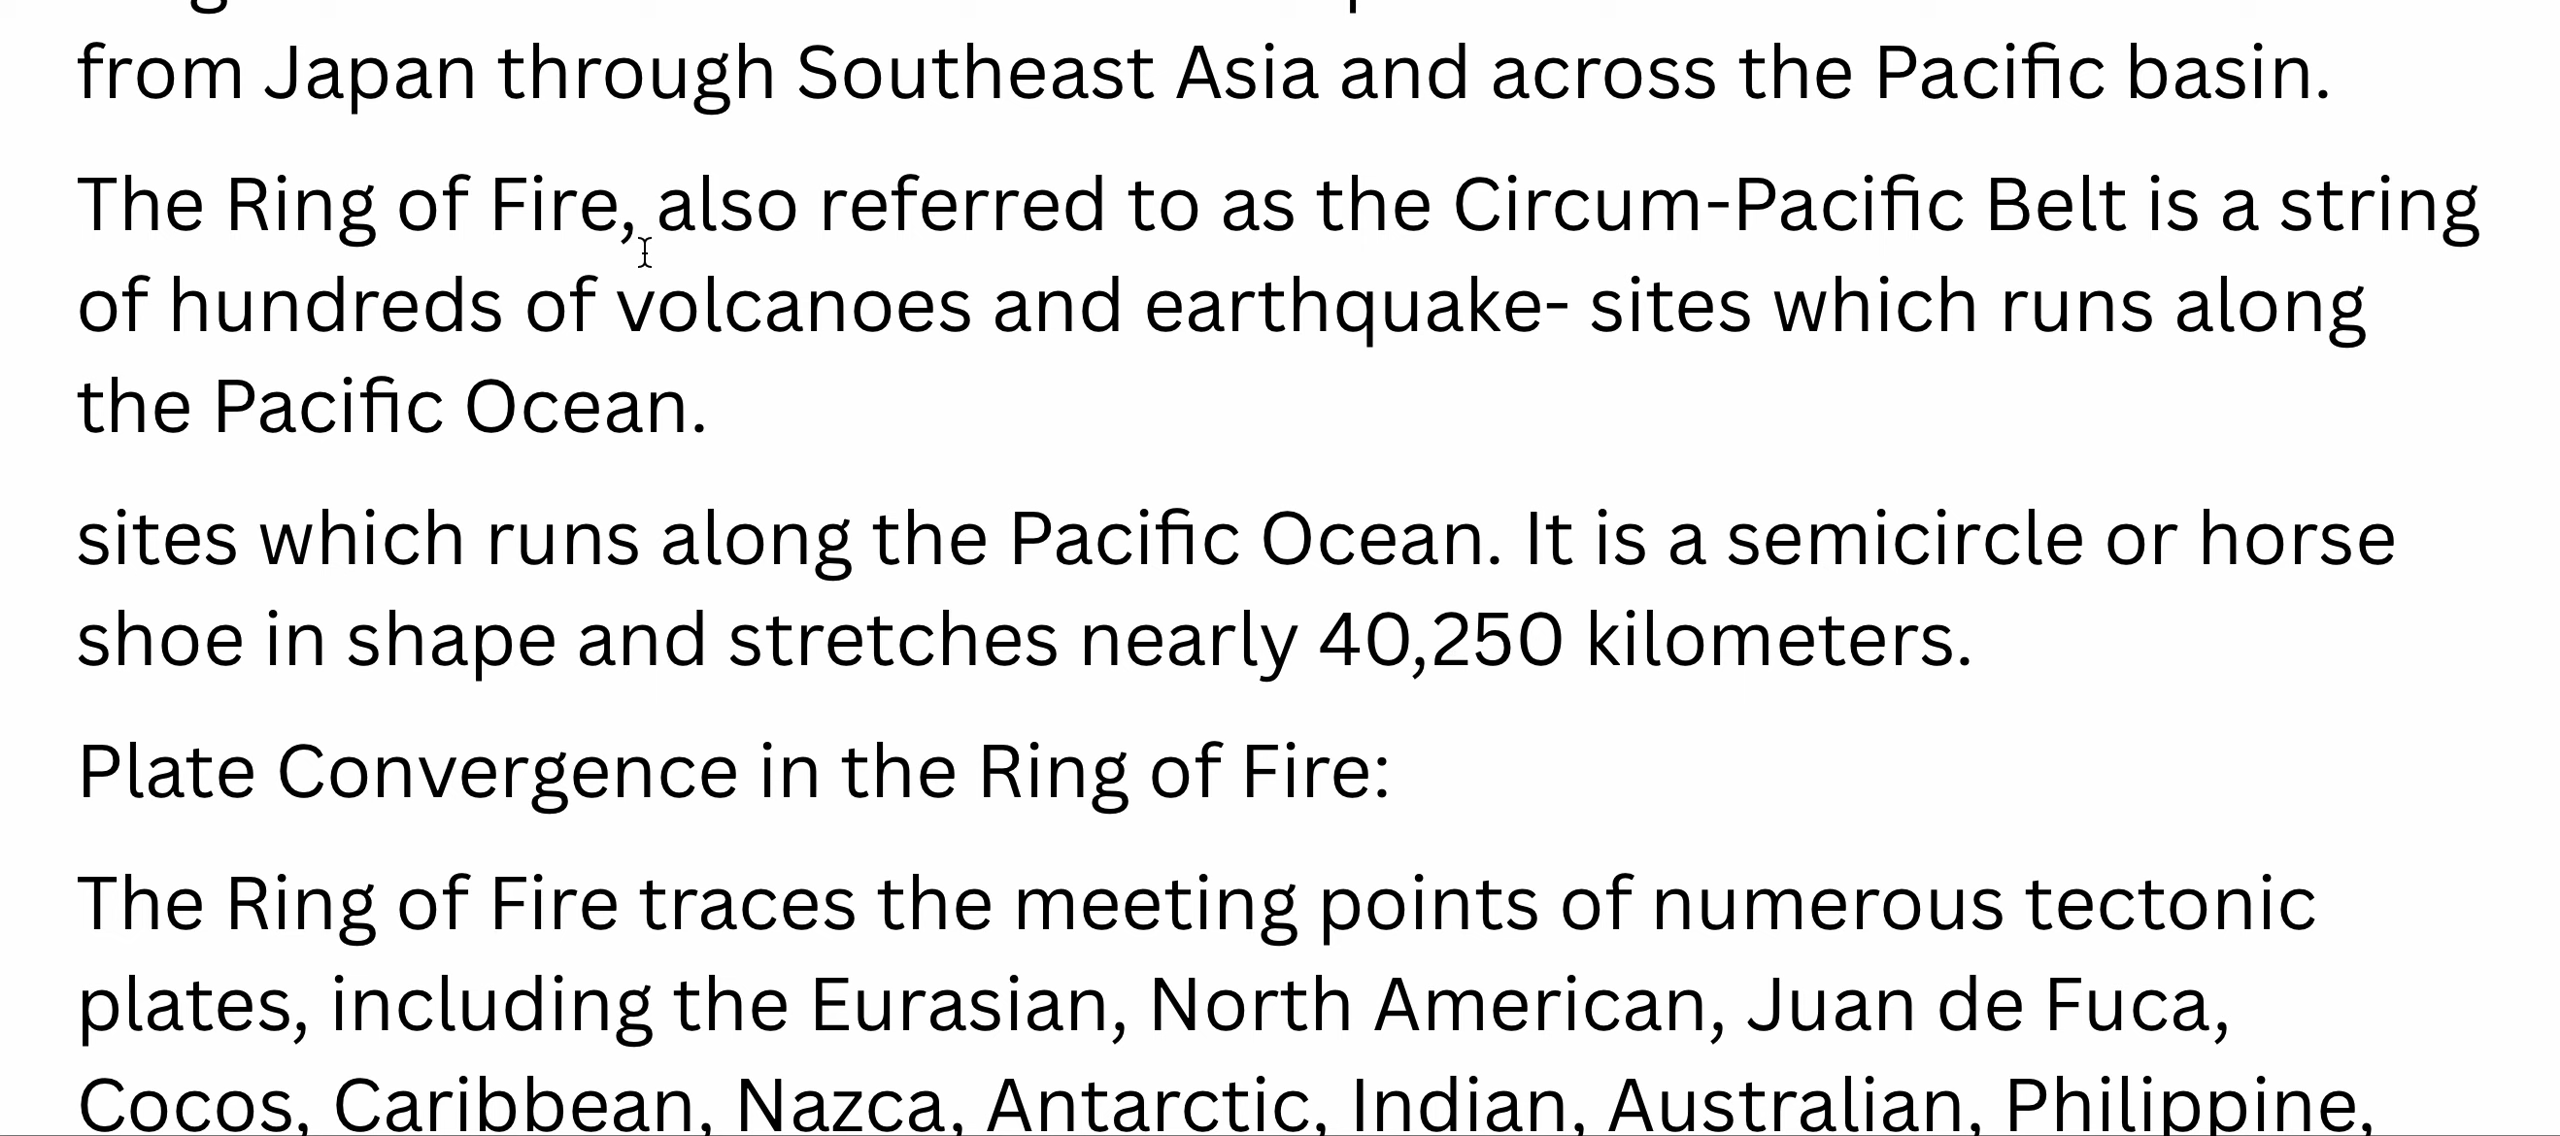 from Japan through Southeast Asia and across the Pacific basin.
The Ring of Fire, also referred to as the Circum-Pacific Belt is a string
of hundreds of volcanoes and earthquake- sites which runs along
the Pacific Ocean.
sites which runs along the Pacific Ocean. It is a semicircle or horse
shoe in shape and stretches nearly 40,250 kilometers.
Plate Convergence in the Ring of Fire:
The Ring of Fire traces the meeting points of numerous tectonic
plates, including the Eurasian, North American, Juan de Fuca,
Cocos, Caribbean, Nazca, Antarctic, Indian, Australian, Philippine,